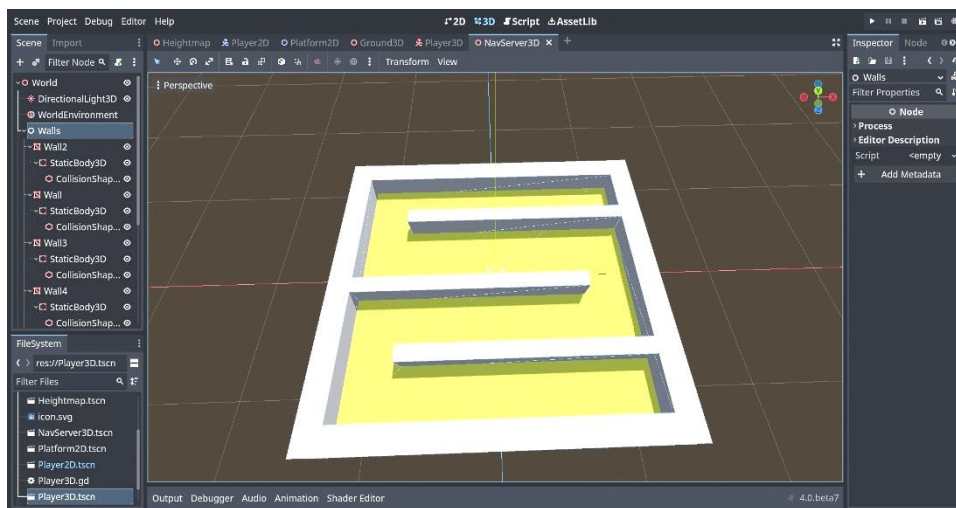 Scene Project Debug Editor Help
2D 3D Script AssetLib
Scene Import
Heightmap Player2D Platform2D Ground3D Player3D NavServer3D
Inspector Node
Filter Node
Transform View
World
DirectionalLight3D
WorldEnvironment
Walls
Wall2
StaticBody3D
CollisionShap...
Wall
StaticBody3D
CollisionShap...
Wall3
StaticBody3D
CollisionShap...
Wall4
StaticBody3D
CollisionShap...
Perspective
Y
X
Z
Walls
Filter Properties
Node
Process
Editor Description
Script <empty
Add Metadata
FileSystem
res://Player3D.tscn
Filter Files
Heightmap.tscn
icon.svg
NavServer3D.tscn
Platform2D.tscn
Player2D.tscn
Player3D.gd
Player3D.tscn
Output Debugger Audio Animation Shader Editor
4.0.beta7